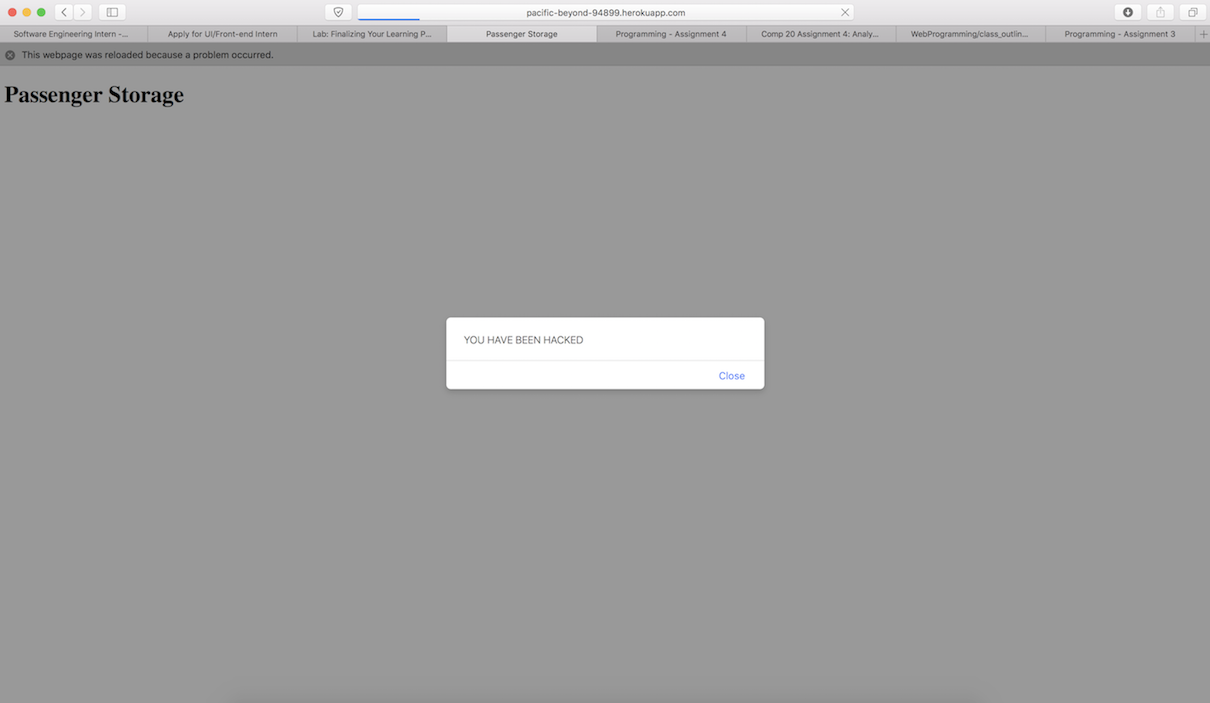 pacific-beyond-94899.herokuapp.com
Software Engineering Intern -...
Apply for UI/Front-end Intern
Lab: Finalizing Your Learning P...
Passenger Storage
Programming - Assignment 4
Comp 20 Assignment 4: Analy...
WebProgramming/class_outlin...
Programming - Assignment 3
This webpage was reloaded because a problem occurred.
Passenger Storage
YOU HAVE BEEN HACKED
Close